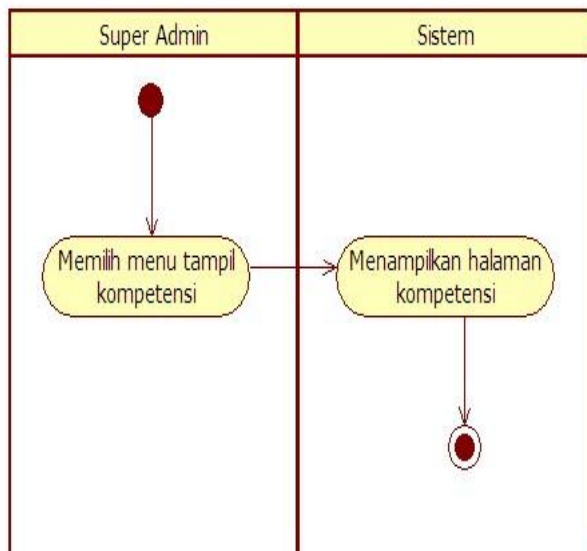 Super Admin
Sistem
Memilih menu tampil
kompetensi
Menampilkan halaman
kompetensi